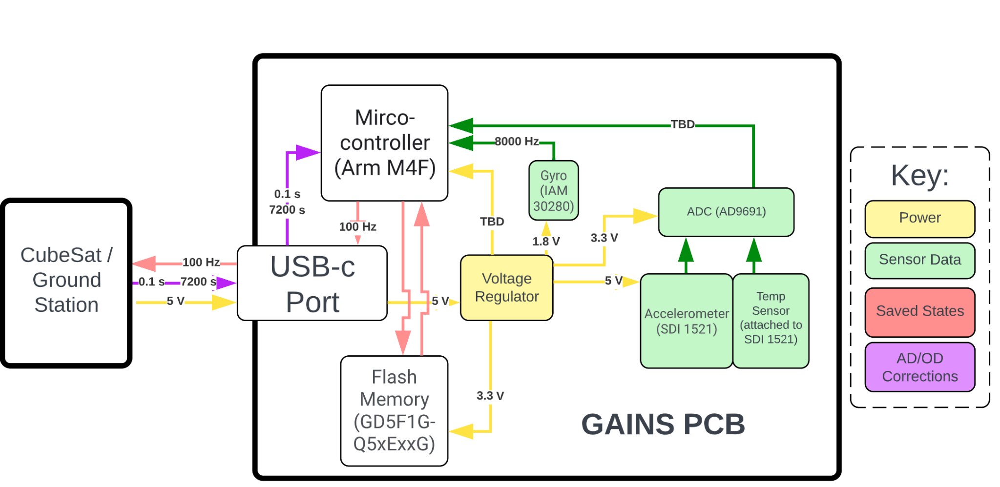 Mirco-
controller
(Arm M4F)
TBD
8000 Hz
Gyro
(IAM
30280)
0.1 s
7200 s
100 Hz
TBD
1.8 V
3.3 V
ADC (AD9691)
CubeSat /
Ground
Station
100 Hz
0.1 s 7200 s
5 V
USB-c
Port
5 V
Voltage
Regulator
5 V
Accelerometer
(SDI 1521)
Temp
Sensor
(attached to
SDI 1521)
Flash
Memory
(GD5F1G-
Q5xExxG)
3.3 V
GAINS PCB
Key:
Power
Sensor Data
Saved States
AD/OD
Corrections